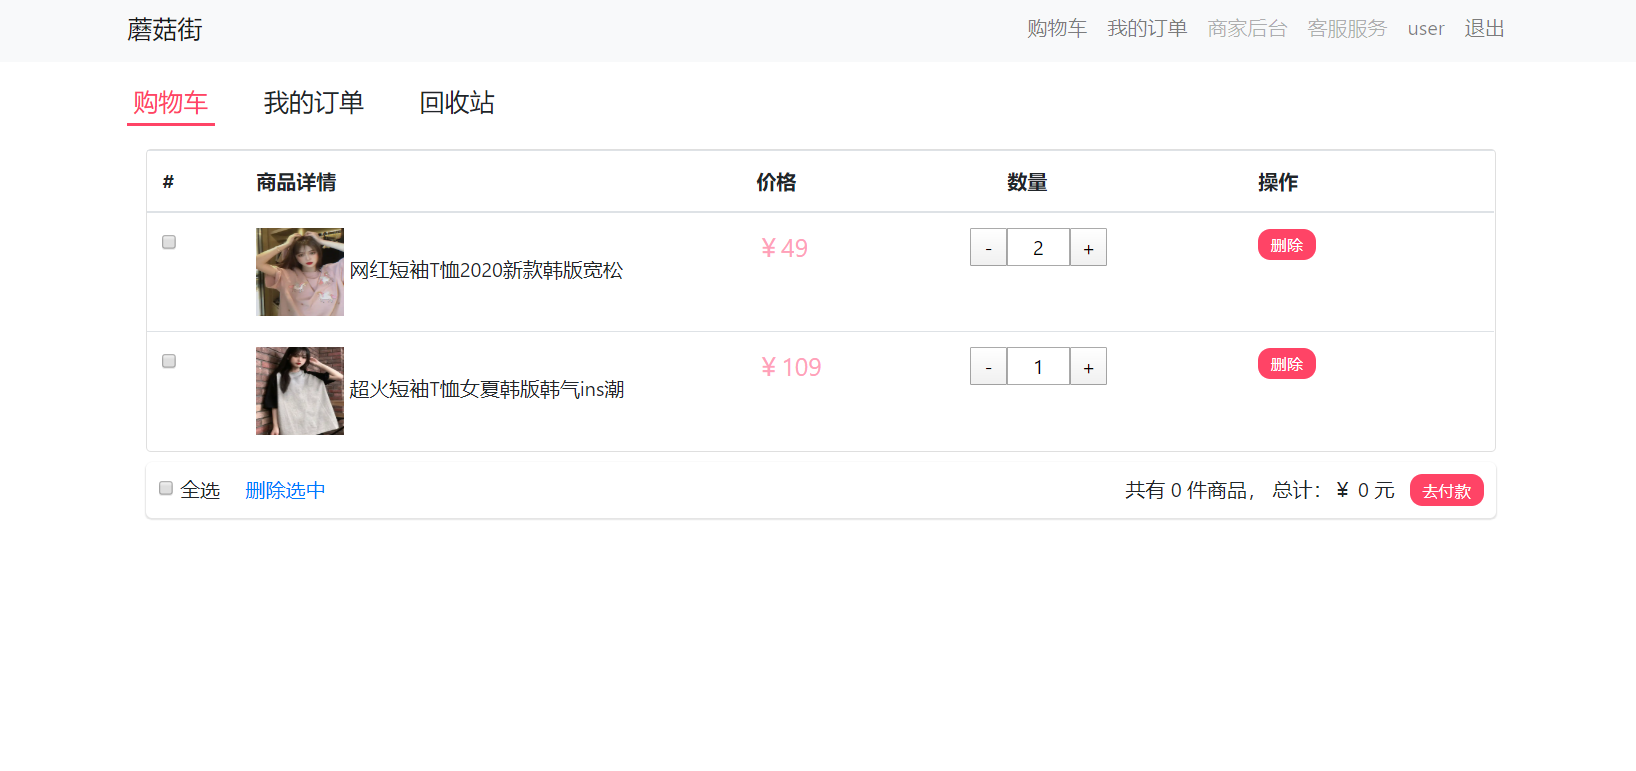 蘑菇街 购物车 我的订单 商家后台 客服服务 user 退出
购物车 我的订单 回收站
# 商品详情 价格 数量 操作
网红短袖T恤2020新款韩版宽松 ¥ 49 - 2 + 删除
超火短袖T恤女夏韩版韩气ins潮 ¥ 109 - 1 + 删除
全选 删除选中 共有 0 件商品， 总计：¥ 0 元 去付款